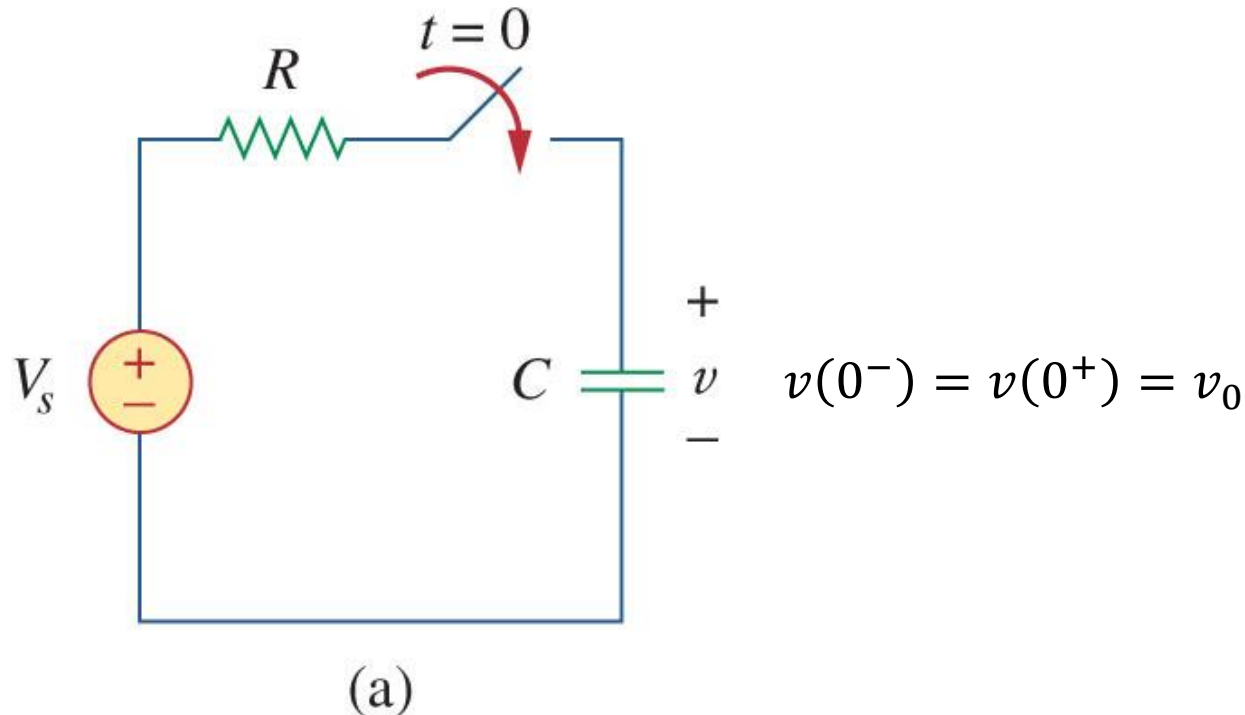 t = 0
R
+
V_s + −
C
v
v(0⁻) = v(0⁺) = v₀
−
(a)